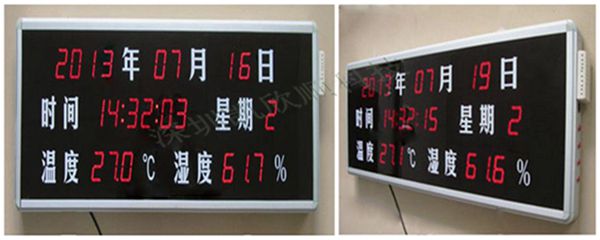 2013年07月16日
时间 14:32:03 星期2
温度 27.0℃ 湿度 61.7%
2013年07月19日
时间 14:32:15 星期2
温度 27.1℃ 湿度 61.6%